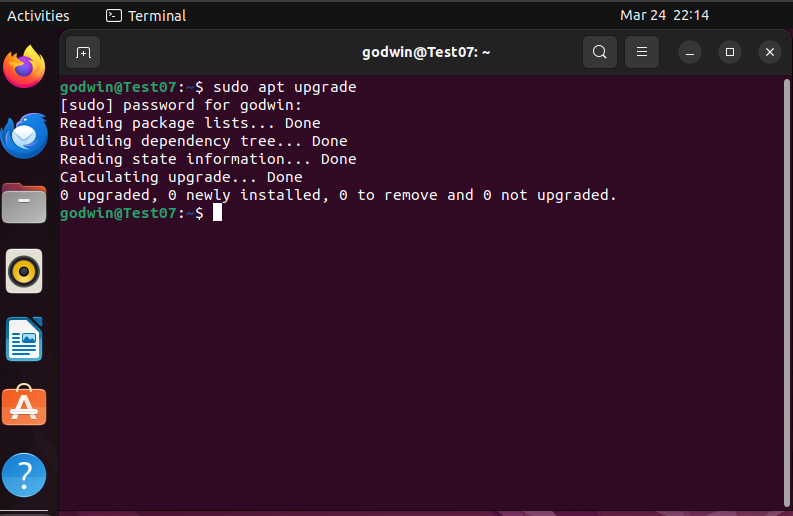 Activities
Terminal
Mar 24 22:14
godwin@Test07: ~
godwin@Test07:~$ sudo apt upgrade
[sudo] password for godwin:
Reading package lists... Done
Building dependency tree... Done
Reading state information... Done
Calculating upgrade... Done
0 upgraded, 0 newly installed, 0 to remove and 0 not upgraded.
godwin@Test07:~$